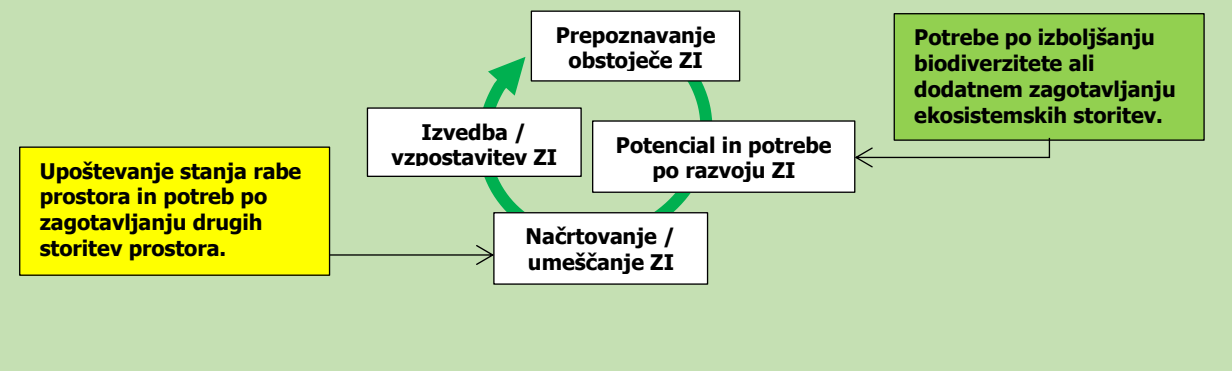 Prepoznavanje
obstoječe ZI
Potrebe po izboljšanju
biodiverzitete ali
dodatnem zagotavljanju
ekosistemskih storitev.
Izvedba /
vzpostavitev ZI
Potencial in potrebe
po razvoju ZI
Upoštevanje stanja rabe
prostora in potreb po
zagotavljanju drugih
storitev prostora.
Načrtovanje /
umeščanje ZI